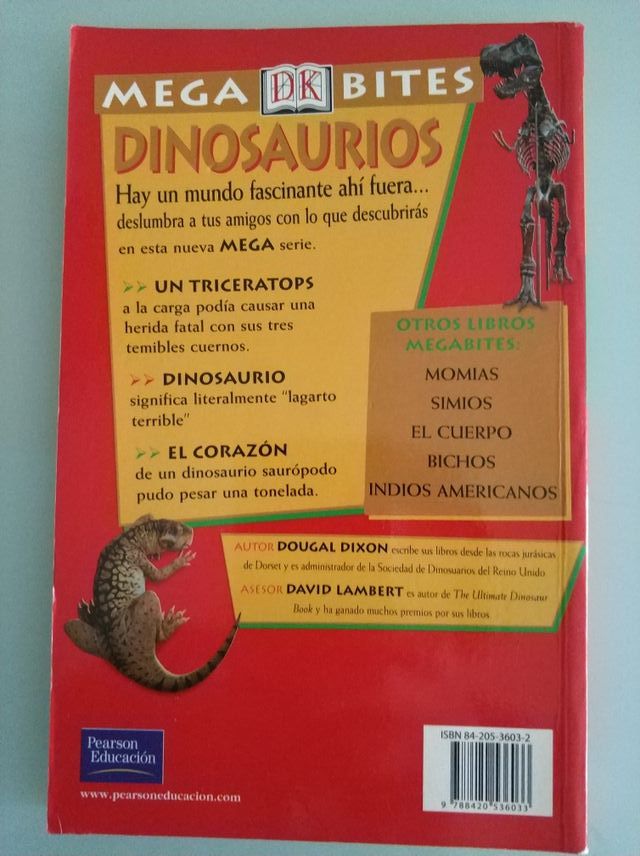 MEGA DK BITES
DINOSAURIOS
Hay un mundo fascinante ahí fuera...
deslumbra a tus amigos con lo que descubrirás
en esta nueva MEGA serie.
UN TRICERATOPS
a la carga podía causar una
herida fatal con sus tres
temibles cuernos.
DINOSAURIO
significa literalmente "lagarto
terrible"
EL CORAZÓN
de un dinosaurio saurópodo
pudo pesar una tonelada.
OTROS LIBROS
MEGABITES:
MOMIAS
SIMIOS
EL CUERPO
BICHOS
INDIOS AMERICANOS
AUTOR DOUGAL DIXON escribe sus libros desde las rocas jurásicas
de Dorset y es administrador de la Sociedad de Dinosuarios del Reino Unido
ASESOR DAVID LAMBERT es autor de The Ultimate Dinosaur
Book y ha ganado muchos premios por sus libros
Pearson
Educación
www.pearsoneducacion.com
ISBN 84-205-3603-2
9 788420 536033